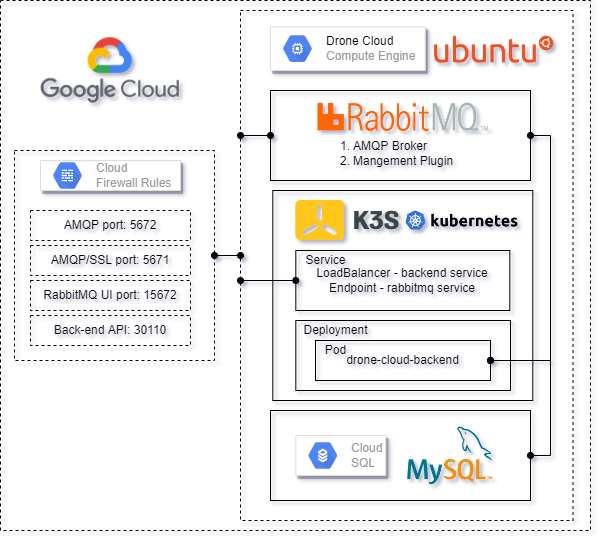 Google Cloud
Drone Cloud
Compute Engine
ubuntu
RabbitMQ™
1. AMQP Broker
2. Mangement Plugin
Cloud
Firewall Rules
AMQP port: 5672
AMQP/SSL port: 5671
RabbitMQ UI port: 15672
Back-end API: 30110
K3S
kubernetes
Service
LoadBalancer - backend service
Endpoint - rabbitmq service
Deployment
Pod
drone-cloud-backend
Cloud
SQL
MySQL™